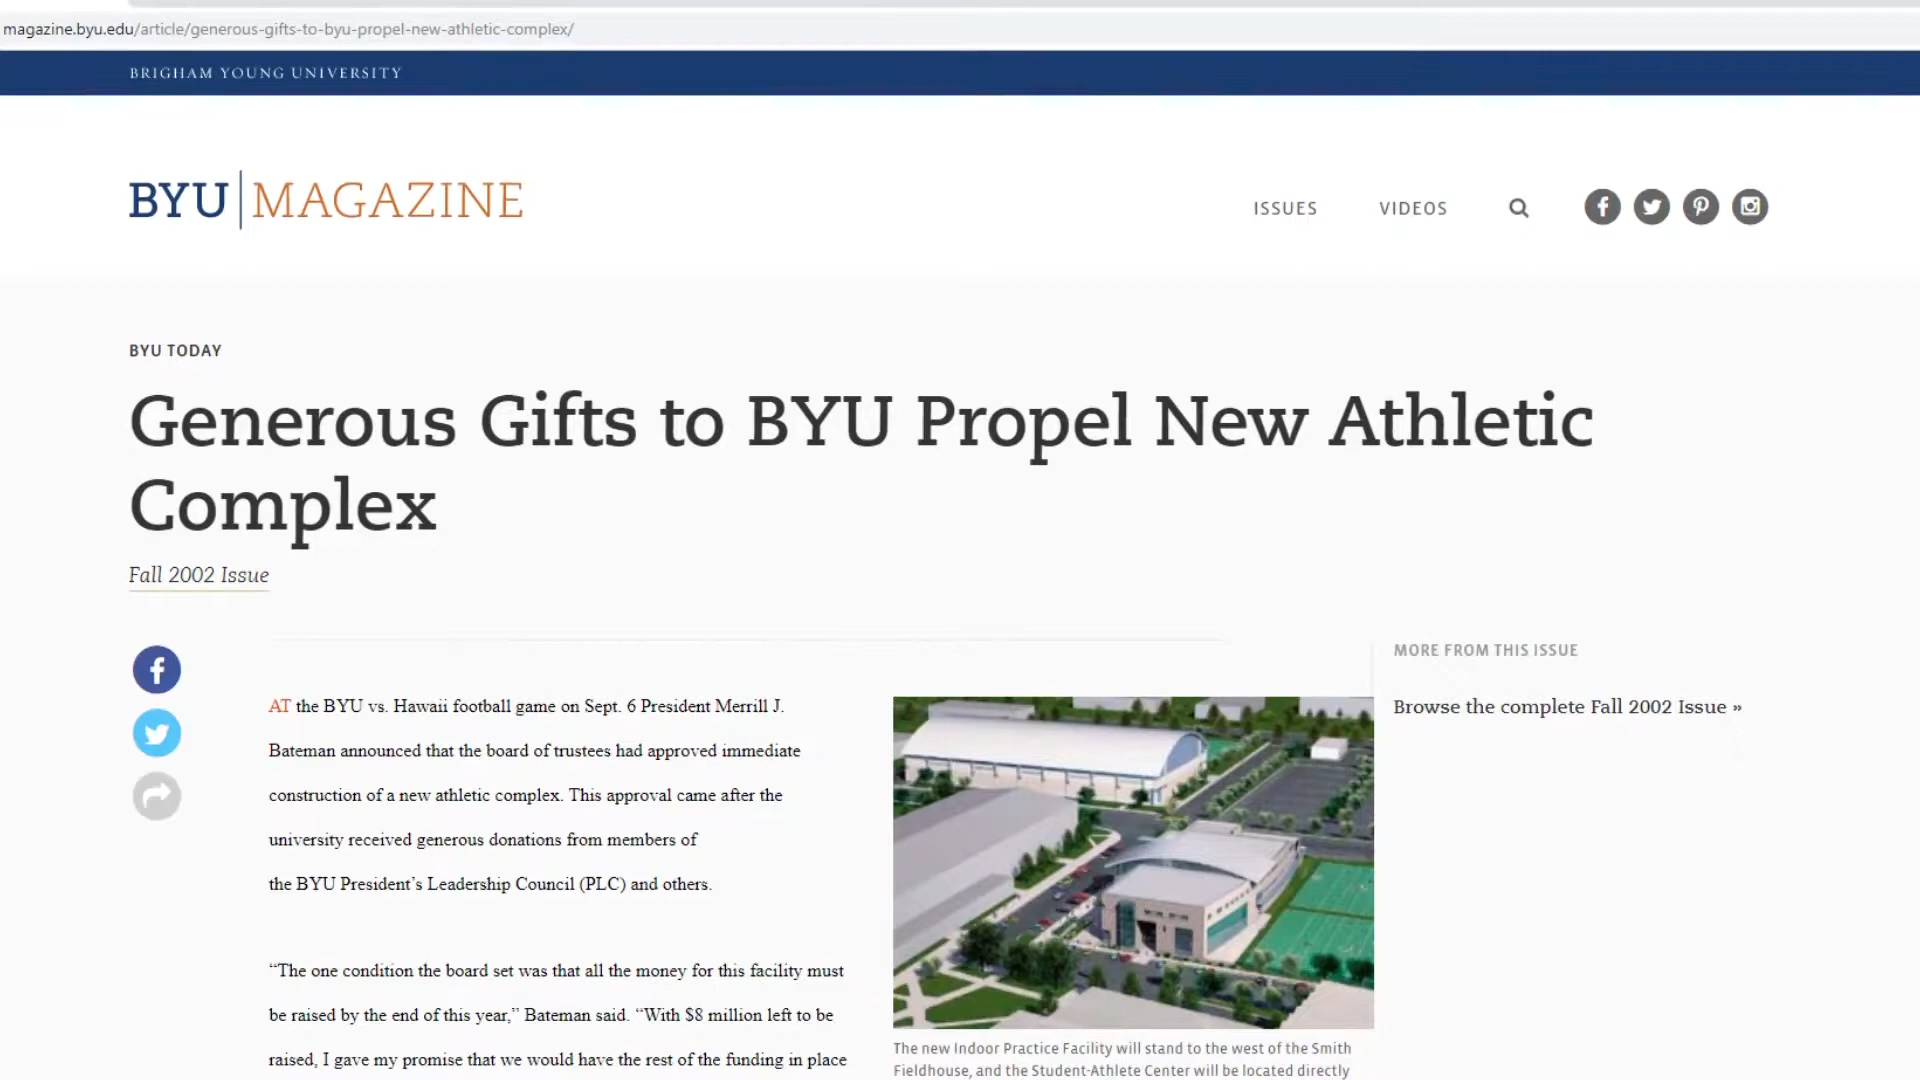 magazine.byu.edu/article/generous-gifts-to-byu-propel-new-athletic-complex/
BRIGHAM YOUNG UNIVERSITY
BYU MAGAZINE
ISSUES VIDEOS
BYU TODAY
Generous Gifts to BYU Propel New Athletic
Complex
Fall 2002 Issue
AT the BYU vs. Hawaii football game on Sept. 6 President Merrill J.
Bateman announced that the board of trustees had approved immediate
construction of a new athletic complex. This approval came after the
university received generous donations from members of
the BYU President’s Leadership Council (PLC) and others.
“The one condition the board set was that all the money for this facility must
be raised by the end of this year,” Bateman said. “With $8 million left to be
raised, I gave my promise that we would have the rest of the funding in place
The new Indoor Practice Facility will stand to the west of the Smith
Fieldhouse, and the Student-Athlete Center will be located directly
MORE FROM THIS ISSUE
Browse the complete Fall 2002 Issue »